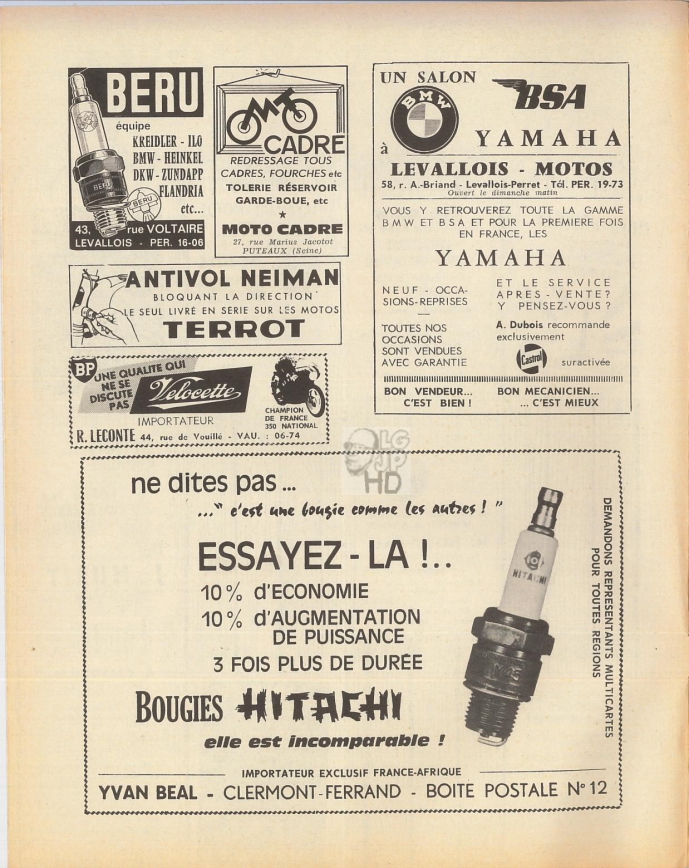 BERU
équipe
KREIDLER - ILO
BMW - HEINKEL
DKW - ZUNDAPP
FLANDRIA
etc...
BERU
BERU
43, rue VOLTAIRE
LEVALLOIS - PER. 16-06
MOTO
CADRE
REDRESSAGE TOUS
CADRES, FOURCHES etc
TOLERIE RÉSERVOIR
GARDE-BOUE, etc
★
MOTO CADRE
27, rue Marius Jacotot
PUTEAUX (Seine)
UN SALON
BMW
BSA
à
YAMAHA
LEVALLOIS - MOTOS
58, r. A.-Briand - Levallois-Perret - Tél. PER. 19-73
Ouvert le dimanche matin
VOUS Y RETROUVEREZ TOUTE LA GAMME
BMW ET BSA ET POUR LA PREMIERE FOIS
EN FRANCE, LES
YAMAHA
NEUF - OCCA-
SIONS-REPRISES
TOUTES NOS
OCCASIONS
SONT VENDUES
AVEC GARANTIE
ET LE SERVICE
APRES - VENTE?
Y PENSEZ-VOUS ?
A. Dubois recommande
exclusivement
Castrol
suractivée
BON VENDEUR...
C'EST BIEN !
BON MECANICIEN...
... C'EST MIEUX
ANTIVOL NEIMAN
BLOQUANT LA DIRECTION
LE SEUL LIVRÉ EN SÉRIE SUR LES MOTOS
TERROT
BP
UNE QUALITE QUI
NE SE
DISCUTE
PAS
Velocette
IMPORTATEUR
CHAMPION
DE FRANCE
350 NATIONAL
R. LECONTE 44, rue de Vouillé - VAU. : 06-74
LG
JP
HD
ne dites pas ...
..." c'est une bougie comme les autres ! "
ESSAYEZ - LA !..
10 % d'ECONOMIE
10 % d'AUGMENTATION
DE PUISSANCE
3 FOIS PLUS DE DURÉE
BOUGIES HITACHI
elle est incomparable !
HITACHI
DEMANDONS REPRESENTANTS MULTICARTES
POUR TOUTES REGIONS
IMPORTATEUR EXCLUSIF FRANCE-AFRIQUE
YVAN BEAL - CLERMONT-FERRAND - BOITE POSTALE N° 12